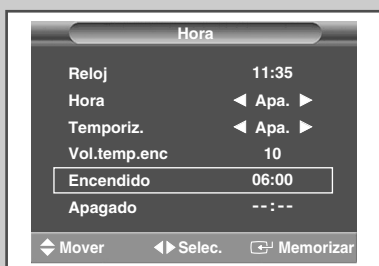 Hora
Reloj 11:35
Hora ◀ Apa. ▶
Temporiz. ◀ Apa. ▶
Vol.temp.enc 10
Encendido 06:00
Apagado --:--
Mover Selec. Memorizar